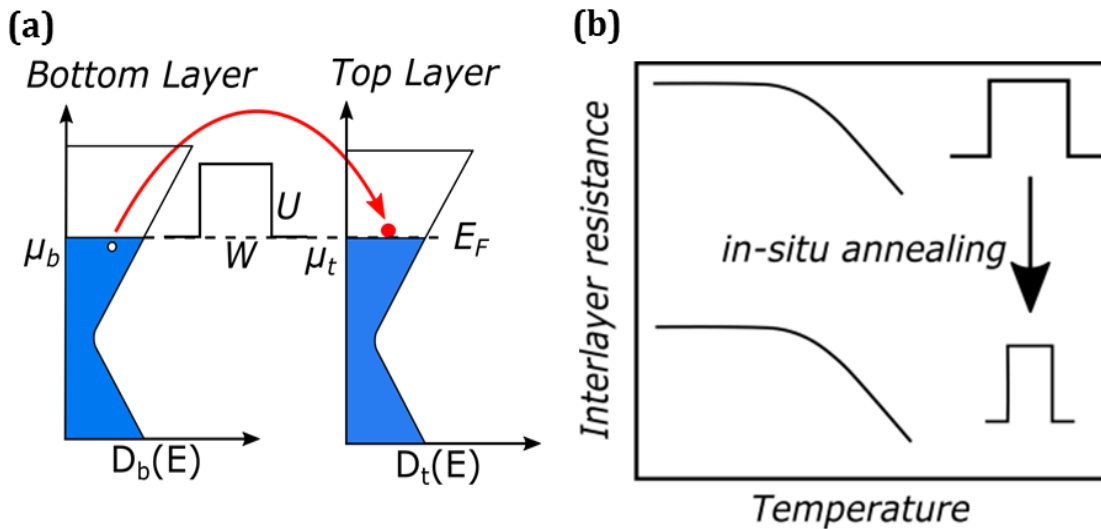 (a)
Bottom Layer
Top Layer
U
W
μb
μt
EF
Db(E)
Dt(E)
(b)
Interlayer resistance
in-situ annealing
Temperature